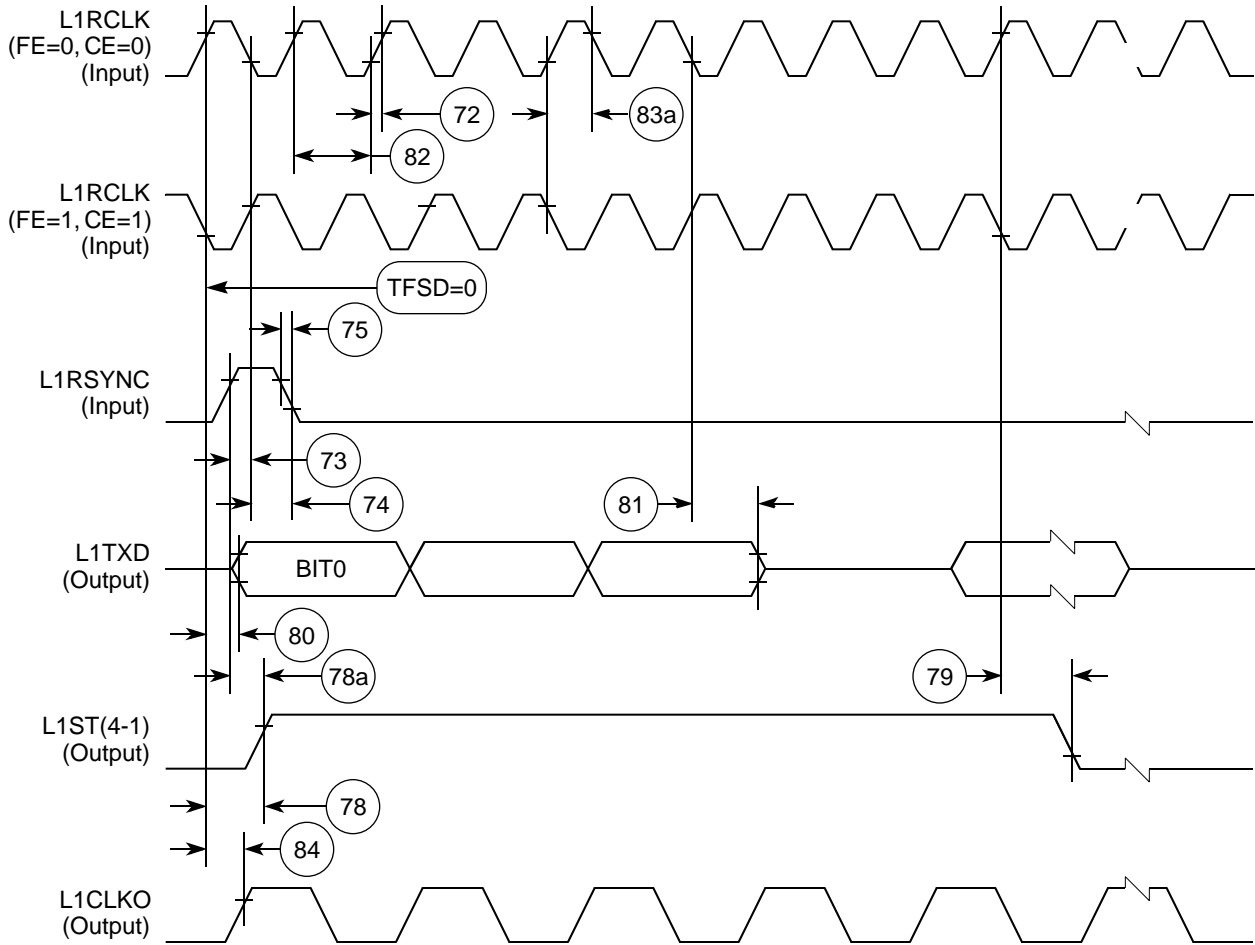 L1RCLK
(FE=0, CE=0)
(Input)
72
83a
82
L1RCLK
(FE=1, CE=1)
(Input)
TFSD=0
75
L1RSYNC
(Input)
73
74
81
L1TXD
(Output)
BIT0
80
78a
79
L1ST(4-1)
(Output)
78
84
L1CLKO
(Output)